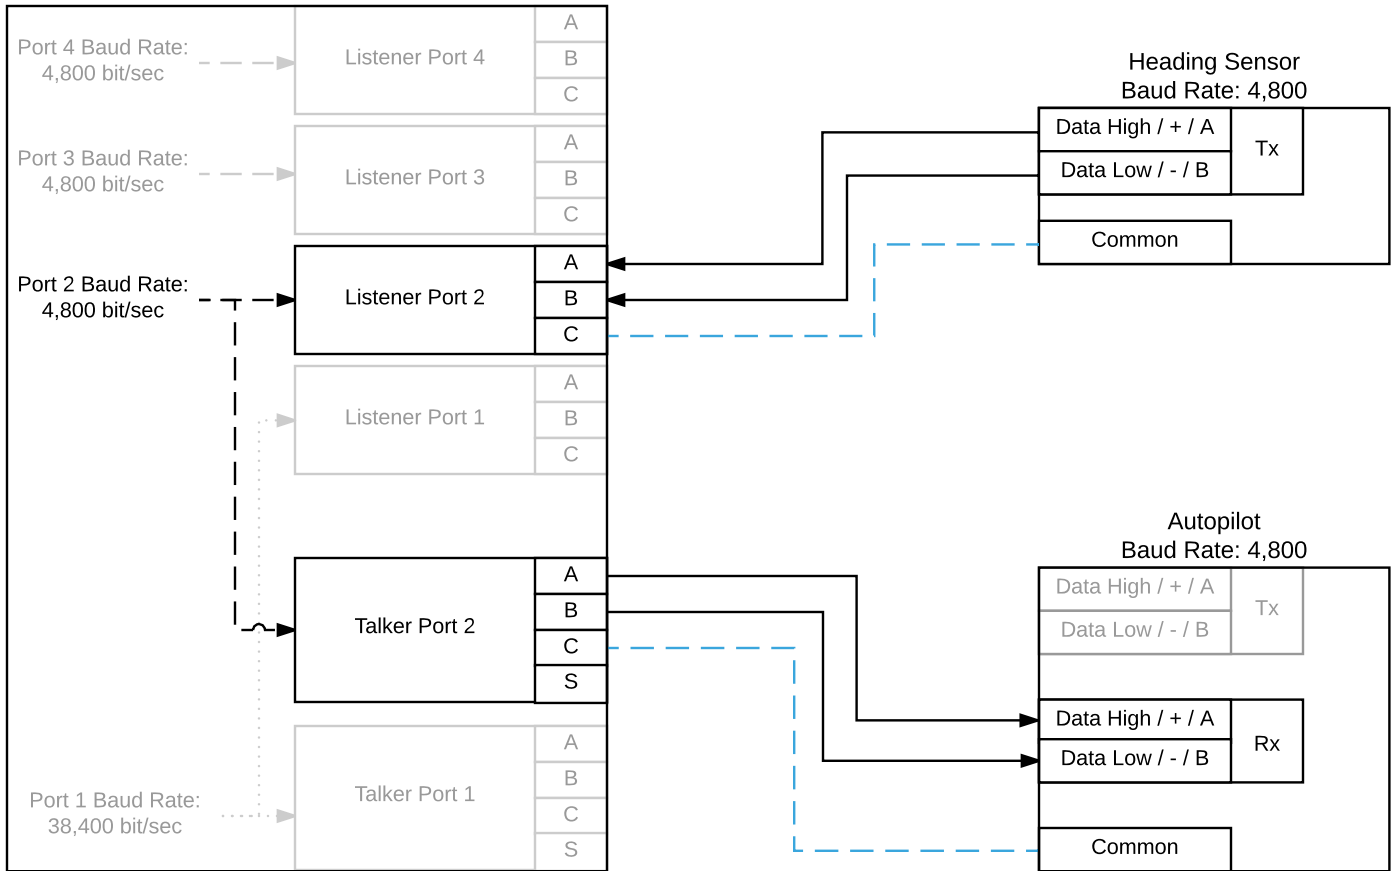 Port 4 Baud Rate:
4,800 bit/sec
Listener Port 4
A
B
C
Port 3 Baud Rate:
4,800 bit/sec
Listener Port 3
A
B
C
Port 2 Baud Rate:
4,800 bit/sec
Listener Port 2
A
B
C
Listener Port 1
A
B
C
Talker Port 2
A
B
C
S
Port 1 Baud Rate:
38,400 bit/sec
Talker Port 1
A
B
C
S
Heading Sensor
Baud Rate: 4,800
Data High / + / A
Data Low / - / B
Tx
Common
Autopilot
Baud Rate: 4,800
Data High / + / A
Data Low / - / B
Tx
Data High / + / A
Data Low / - / B
Rx
Common